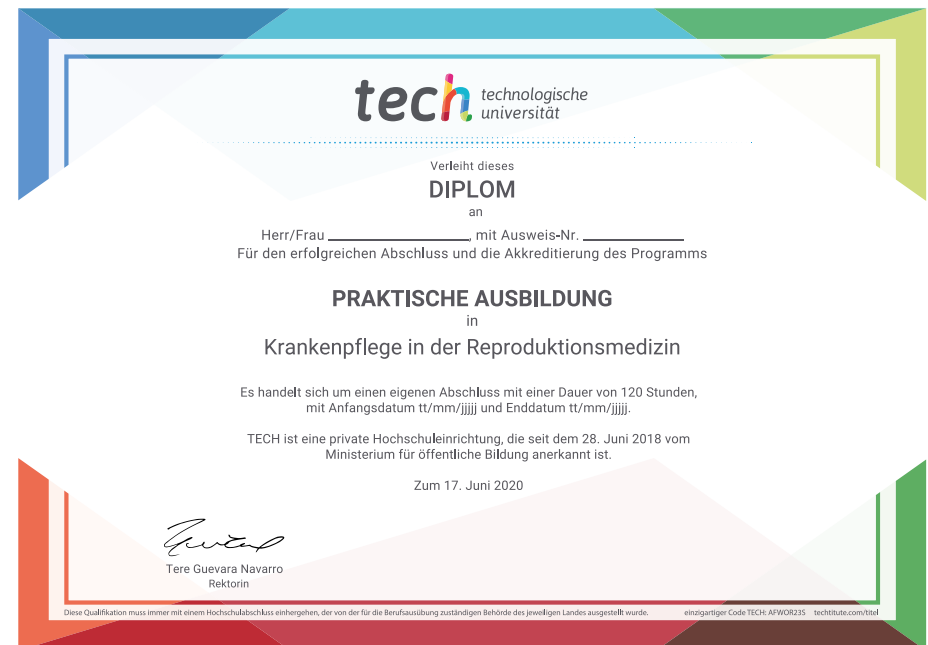 tech technologische
universität
Verleiht dieses
DIPLOM
an
Herr/Frau ________________, mit Ausweis-Nr. ____________
Für den erfolgreichen Abschluss und die Akkreditierung des Programms
PRAKTISCHE AUSBILDUNG
in
Krankenpflege in der Reproduktionsmedizin
Es handelt sich um einen eigenen Abschluss mit einer Dauer von 120 Stunden,
mit Anfangsdatum tt/mm/jjjjj und Enddatum tt/mm/jjjjj.
TECH ist eine private Hochschuleinrichtung, die seit dem 28. Juni 2018 vom
Ministerium für öffentliche Bildung anerkannt ist.
Zum 17. Juni 2020
Tere Guevara Navarro
Rektorin
Diese Qualifikation muss immer mit einem Hochschulabschluss einhergehen, der von der für die Berufsausübung zuständigen Behörde des jeweiligen Landes ausgestellt wurde. einzigartiger Code TECH: AFWOR23S techtitute.com/titel